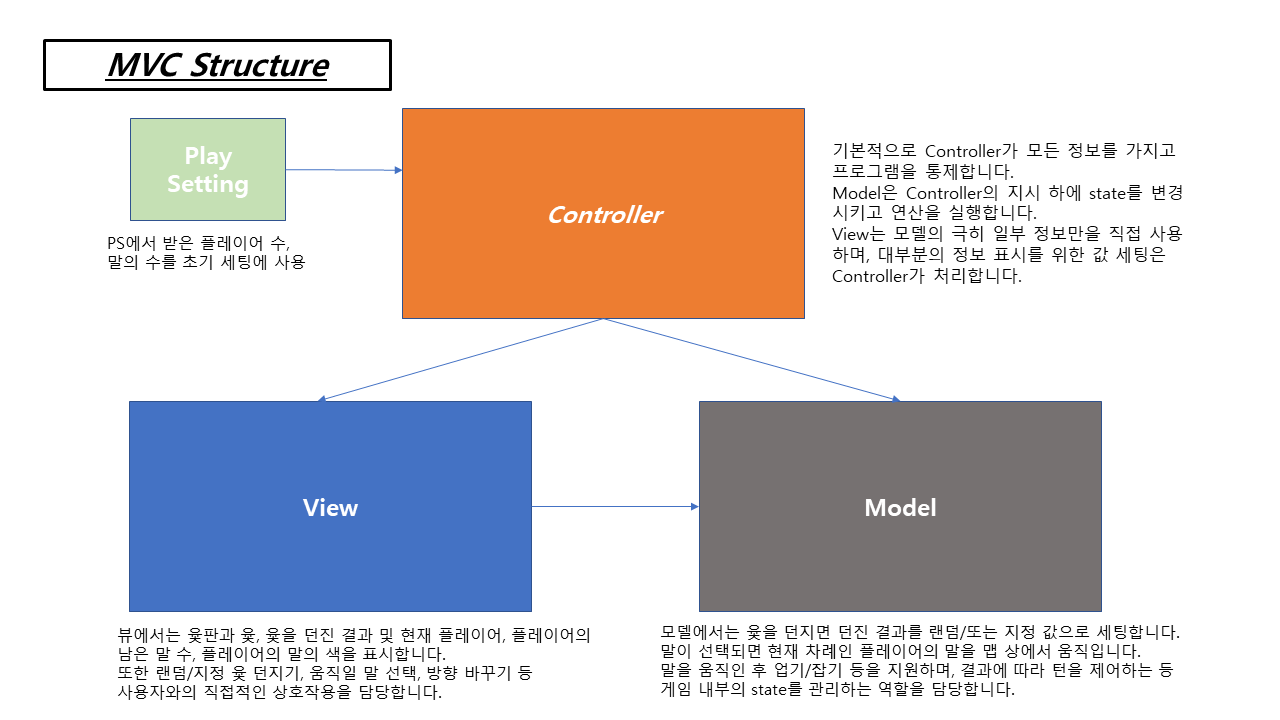 MVC Structure
Play
Setting
PS에서 받은 플레이어 수,
말의 수를 초기 세팅에 사용
Controller
기본적으로 Controller가 모든 정보를 가지고
프로그램을 통제합니다.
Model은 Controller의 지시 하에 state를 변경
시키고 연산을 실행합니다.
View는 모델의 극히 일부 정보만을 직접 사용
하며, 대부분의 정보 표시를 위한 값 세팅은
Controller가 처리합니다.
View
뷰에서는 윷판과 윷, 윷을 던진 결과 및 현재 플레이어, 플레이어의
남은 말 수, 플레이어의 말의 색을 표시합니다.
또한 랜덤/지정 윷 던지기, 움직일 말 선택, 방향 바꾸기 등
사용자와의 직접적인 상호작용을 담당합니다.
Model
모델에서는 윷을 던지면 던진 결과를 랜덤/또는 지정 값으로 세팅합니다.
말이 선택되면 현재 차례인 플레이어의 말을 맵 상에서 움직입니다.
말을 움직인 후 업기/잡기 등을 지원하며, 결과에 따라 턴을 제어하는 등
게임 내부의 state를 관리하는 역할을 담당합니다.